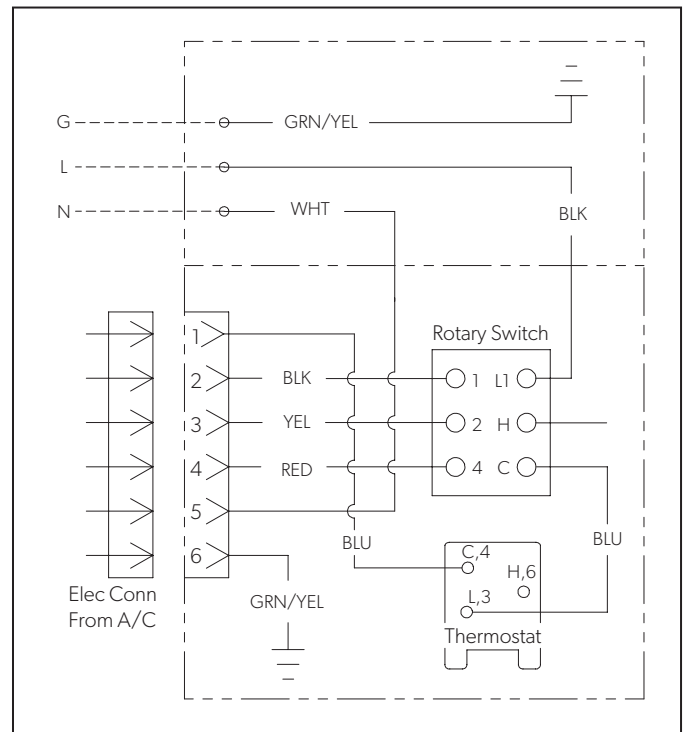 G
GRN/YEL
L
N
WHT
BLK
Rotary Switch
1
2
BLK
1 L1
3
YEL
2 H
4
RED
4 C
5
BLU
BLU
6
C,4
H,6
L,3
GRN/YEL
Elec Conn
From A/C
Thermostat